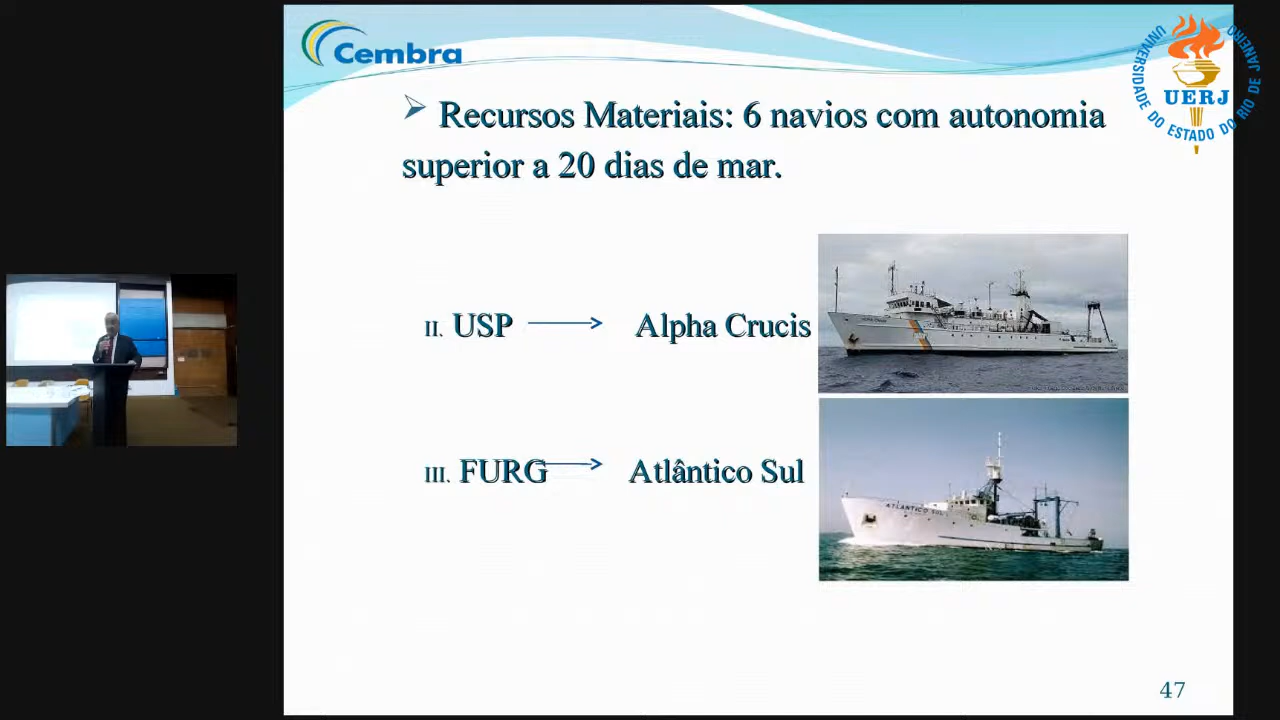 Cembra
UNIVERSIDADE DO ESTADO DO RIO DE JANEIRO
UERJ
➢ Recursos Materiais: 6 navios com autonomia
superior a 20 dias de mar.
II. USP → Alpha Crucis
III. FURG → Atlântico Sul
ATLANTICO SUL
47